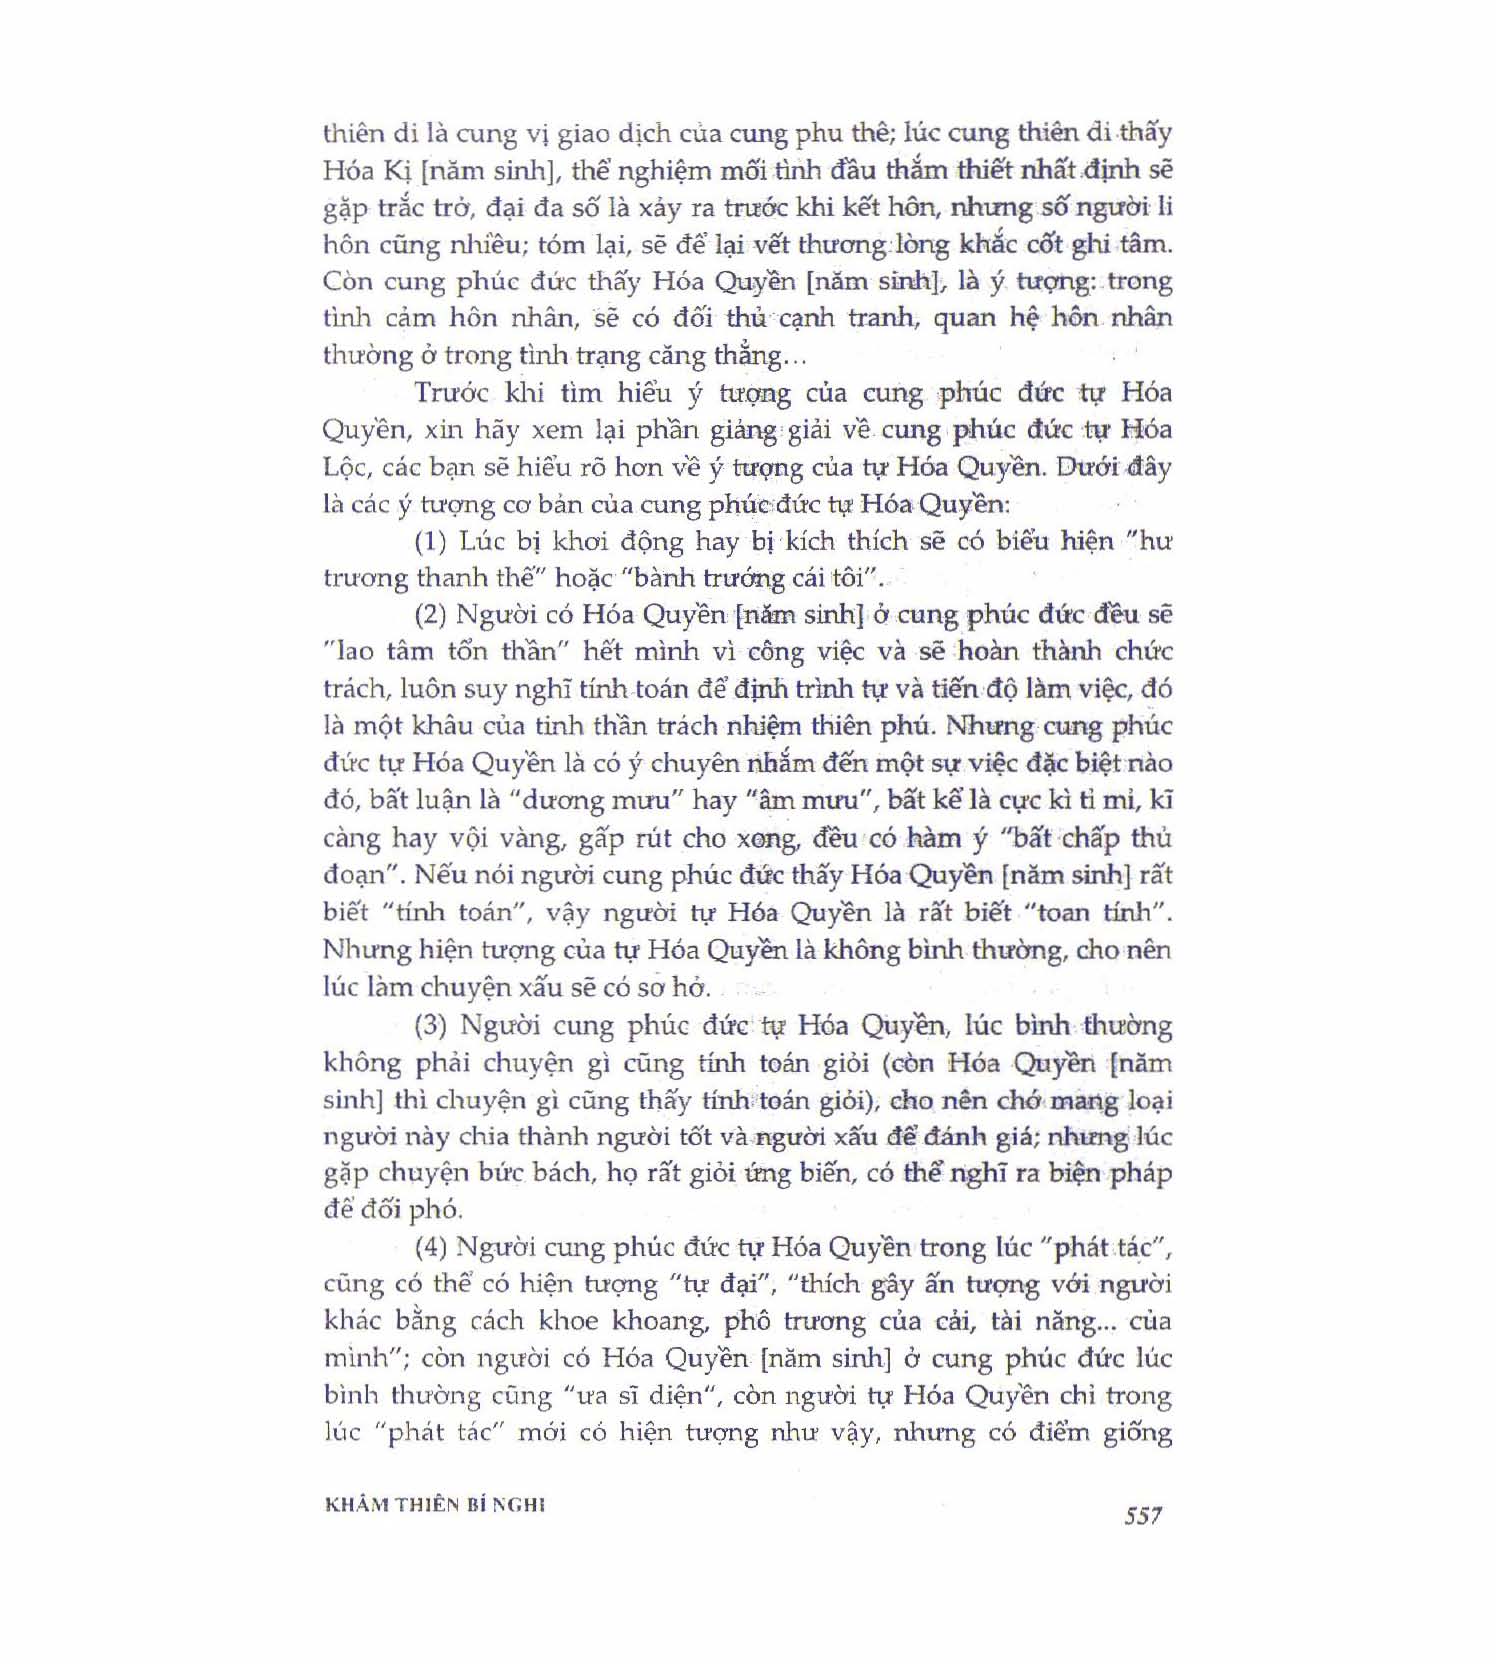 thiên di là cung vị giao dịch của cung phu thê; lúc cung thiên di thấy
Hóa Kị [năm sinh], thể nghiệm mối tình đầu thắm thiết nhất định sẽ
gặp trắc trở, đại đa số là xảy ra trước khi kết hôn, nhưng số người li
hôn cũng nhiều; tóm lại, sẽ để lại vết thương lòng khắc cốt ghi tâm.
Còn cung phúc đức thấy Hóa Quyền [năm sinh], là ý tượng: trong
tình cảm hôn nhân, sẽ có đối thủ cạnh tranh, quan hệ hôn nhân
thường ở trong tình trạng căng thẳng...
Trước khi tìm hiểu ý tượng của cung phúc đức tự Hóa
Quyền, xin hãy xem lại phần giảng giải về cung phúc đức tự Hóa
Lộc, các bạn sẽ hiểu rõ hơn về ý tượng của tự Hóa Quyền. Dưới đây
là các ý tượng cơ bản của cung phúc đức tự Hóa Quyền:
(1) Lúc bị khơi động hay bị kích thích sẽ có biểu hiện "hư
trương thanh thế" hoặc "bành trướng cái tôi".
(2) Người có Hóa Quyền [năm sinh] ở cung phúc đức đều sẽ
"lao tâm tổn thần" hết mình vì công việc và sẽ hoàn thành chức
trách, luôn suy nghĩ tính toán để định trình tự và tiến độ làm việc, đó
là một khâu của tinh thần trách nhiệm thiên phú. Nhưng cung phúc
đức tự Hóa Quyền là có ý chuyên nhắm đến một sự việc đặc biệt nào
đó, bất luận là "dương mưu" hay "âm mưu", bất kể là cực kì tỉ mỉ, kĩ
càng hay vội vàng, gấp rút cho xong, đều có hàm ý "bất chấp thủ
đoạn". Nếu nói người cung phúc đức thấy Hóa Quyền [năm sinh] rất
biết "tính toán", vậy người tự Hóa Quyền là rất biết "toan tính".
Nhưng hiện tượng của tự Hóa Quyền là không bình thường, cho nên
lúc làm chuyện xấu sẽ có sơ hở.
(3) Người cung phúc đức tự Hóa Quyền, lúc bình thường
không phải chuyện gì cũng tính toán giỏi (còn Hóa Quyền [năm
sinh] thì chuyện gì cũng thấy tính toán giỏi), cho nên chớ mang loại
người này chia thành người tốt và người xấu để đánh giá; nhưng lúc
gặp chuyện bức bách, họ rất giỏi ứng biến, có thể nghĩ ra biện pháp
để đối phó.
(4) Người cung phúc đức tự Hóa Quyền trong lúc "phát tác",
cũng có thể có hiện tượng "tự đại", "thích gây ấn tượng với người
khác bằng cách khoe khoang, phô trương của cải, tài năng... của
mình"; còn người có Hóa Quyền [năm sinh] ở cung phúc đức lúc
bình thường cũng "ưa sĩ diện", còn người tự Hóa Quyền chỉ trong
lúc "phát tác" mới có hiện tượng như vậy, nhưng có điểm giống
KHÂM THIÊN BÍ NGHI
557